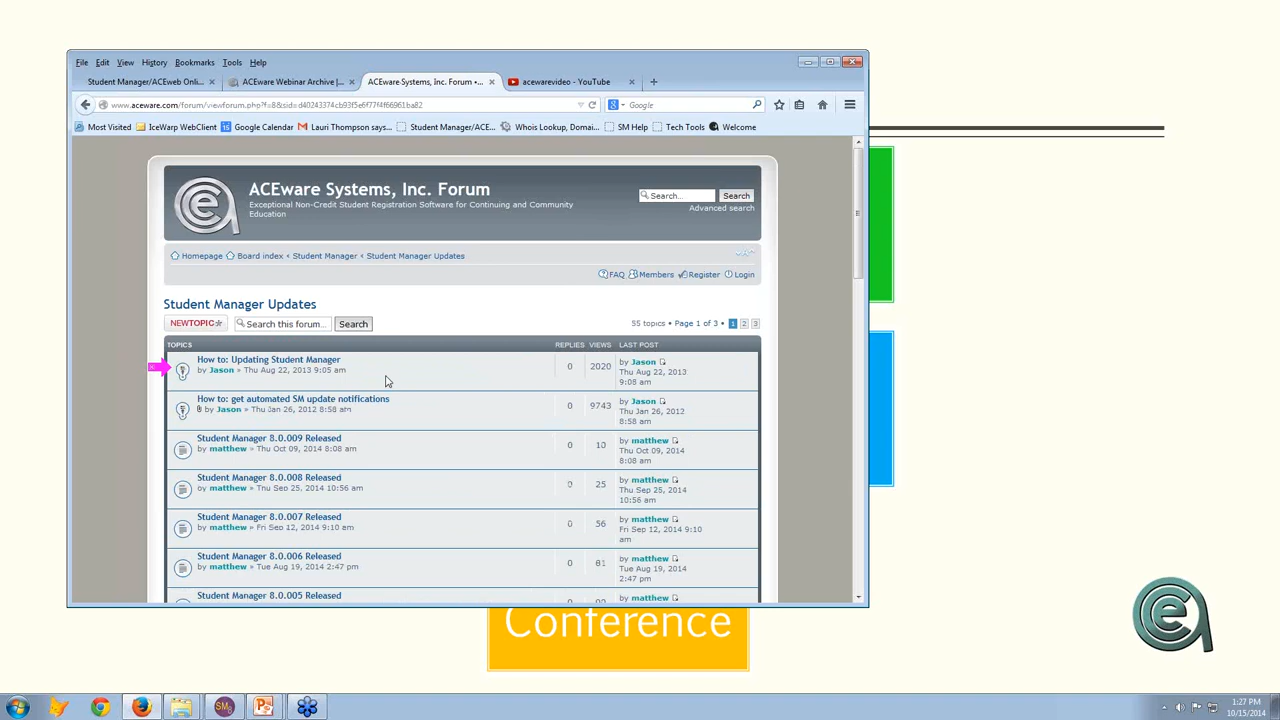 File Edit View History Bookmarks Tools Help
Student Manager/ACEweb Onli... × ACEware Webinar Archive |... × ACEware Systems, Inc. Forum •... × acewarevideo - YouTube × +
www.aceware.com/forum/viewforum.php?f=8&sid=d40243374cb93f5e6f77f4f66961ba82 Google
Most Visited IceWarp WebClient Google Calendar Lauri Thompson says... Student Manager/ACE... Whois Lookup, Domai... SM Help Tech Tools Welcome
ACEware Systems, Inc. Forum
Exceptional Non-Credit Student Registration Software for Continuing and Community
Education
Search... Search
Advanced search
Homepage Board index ‹ Student Manager ‹ Student Manager Updates
FAQ Members Register Login
Student Manager Updates
NEWTOPIC Search this forum... Search 55 topics • Page 1 of 3 • 1 2 3
TOPICS REPLIES VIEWS LAST POST
How to: Updating Student Manager
by Jason » Thu Aug 22, 2013 9:05 am
0 2020
by Jason
Thu Aug 22, 2013
9:08 am
How to: get automated SM update notifications
by Jason » Thu Jan 26, 2012 8:58 am
0 9743
by Jason
Thu Jan 26, 2012
8:58 am
Student Manager 8.0.009 Released
by matthew » Thu Oct 09, 2014 8:08 am
0 10
by matthew
Thu Oct 09, 2014
8:08 am
Student Manager 8.0.008 Released
by matthew » Thu Sep 25, 2014 10:56 am
0 25
by matthew
Thu Sep 25, 2014
10:56 am
Student Manager 8.0.007 Released
by matthew » Fri Sep 12, 2014 9:10 am
0 56
by matthew
Fri Sep 12, 2014 9:10
am
Student Manager 8.0.006 Released
by matthew » Tue Aug 19, 2014 2:47 pm
0 81
by matthew
Tue Aug 19, 2014
2:47 pm
Student Manager 8.0.005 Released
by matthew
Conference
1:27 PM
10/15/2014